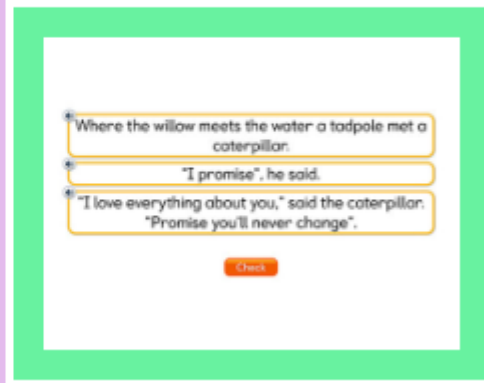 Where the willow meets the water a tadpole met a
caterpillar.
"I promise", he said.
"I love everything about you," said the caterpillar.
"Promise you'll never change".
Check